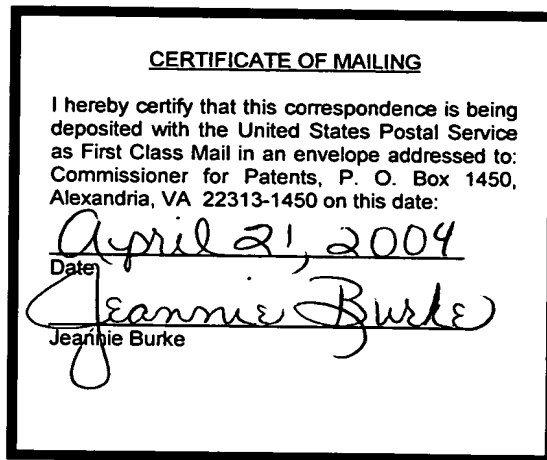 CERTIFICATE OF MAILING
I hereby certify that this correspondence is being
deposited with the United States Postal Service
as First Class Mail in an envelope addressed to:
Commissioner for Patents, P. O. Box 1450,
Alexandria, VA 22313-1450 on this date:
April 21, 2004
Date
Jeannie Burke
Jeannie Burke